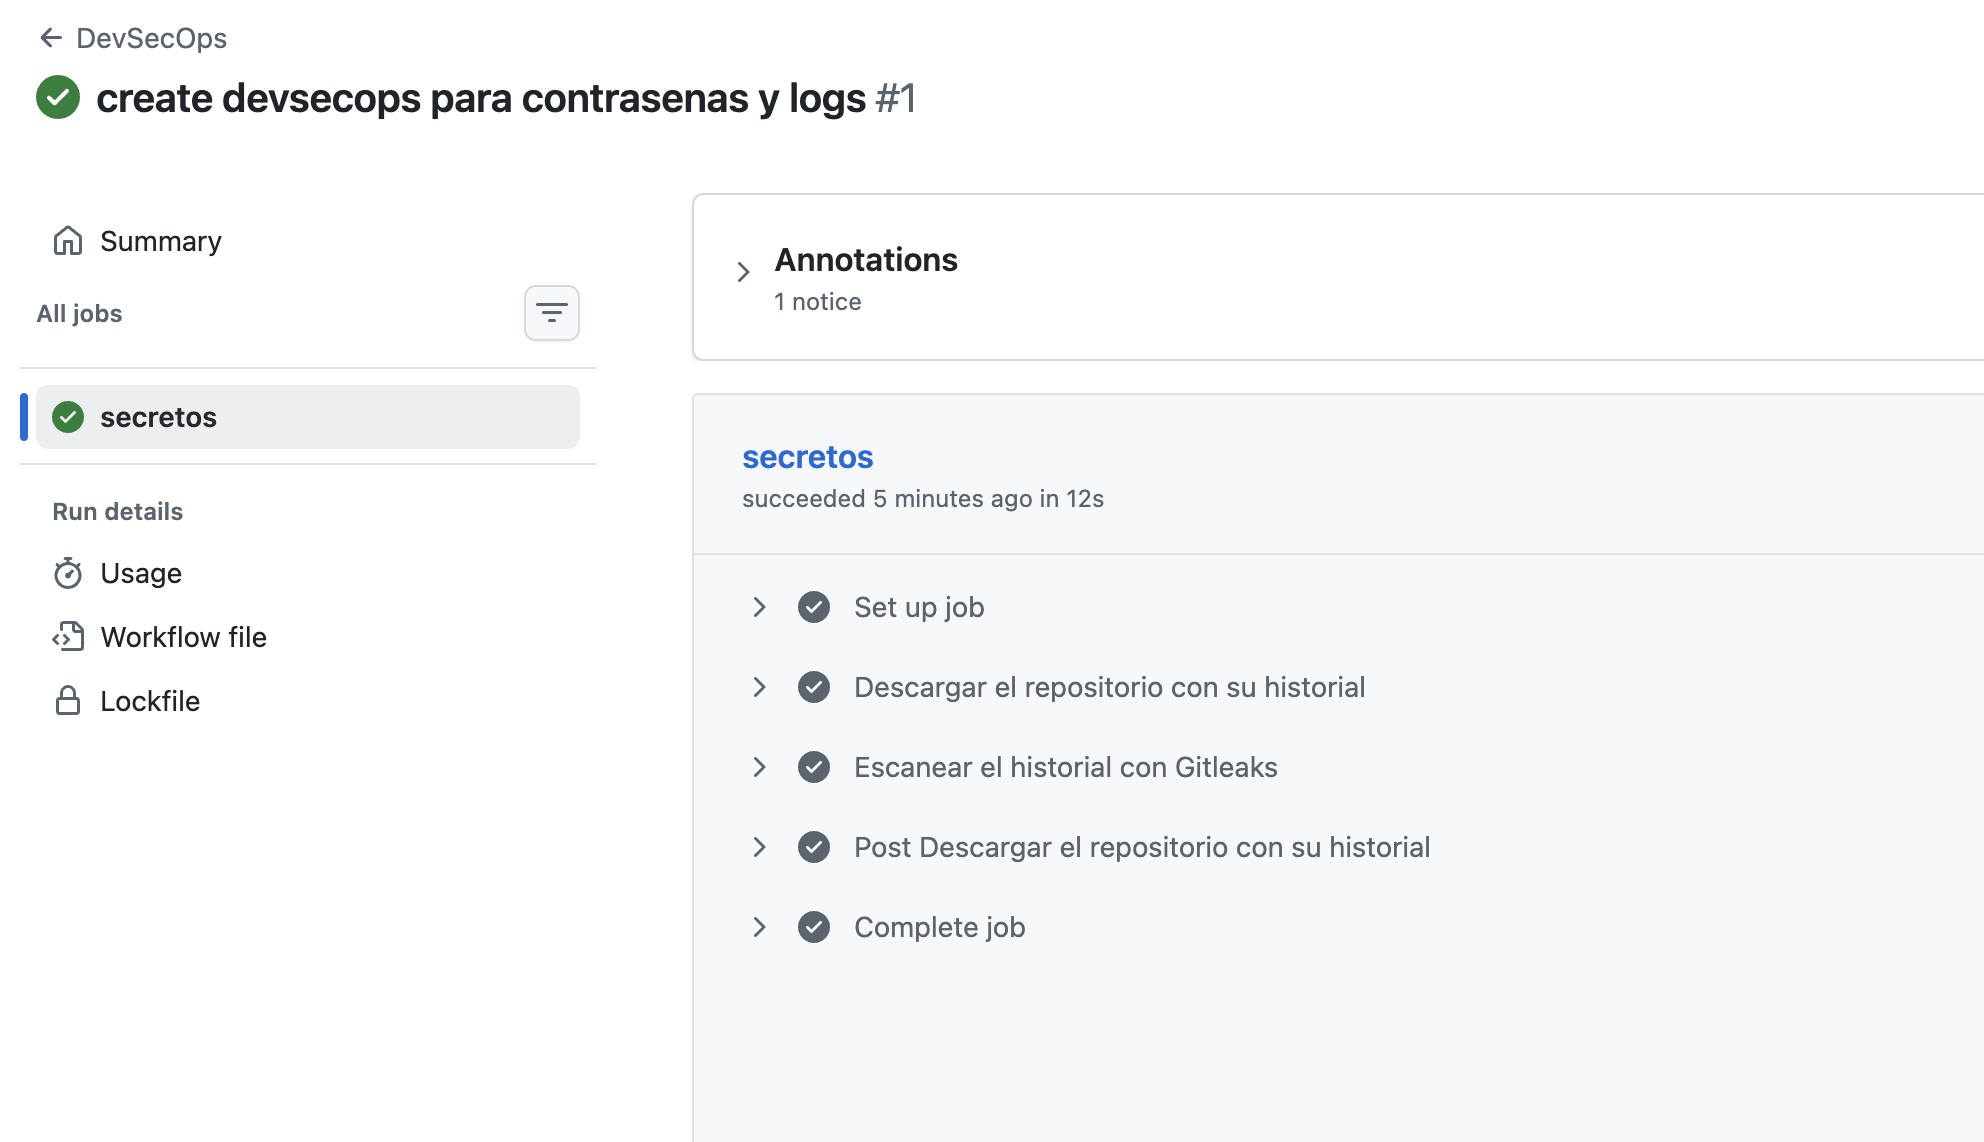 DevSecOps
create devsecops para contrasenas y logs #1
Summary
All jobs
secretos
Run details
Usage
Workflow file
Lockfile
Annotations
1 notice
secretos
succeeded 5 minutes ago in 12s
Set up job
Descargar el repositorio con su historial
Escanear el historial con Gitleaks
Post Descargar el repositorio con su historial
Complete job